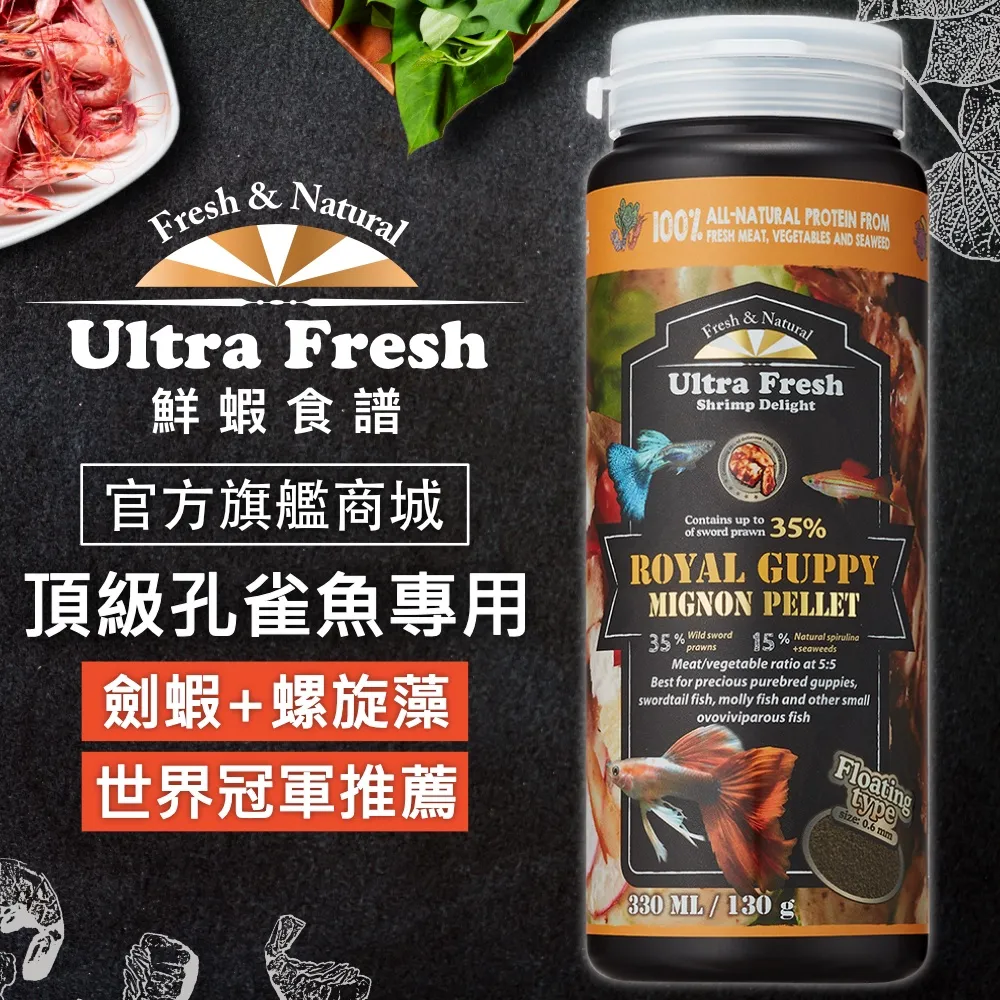 Fresh & Natural
Ultra Fresh
鮮蝦食譜
官方旗艦商城
頂級孔雀魚專用
劍蝦+螺旋藻
世界冠軍推薦
100% ALL-NATURAL PROTEIN FROM
FRESH MEAT, VEGETABLES AND SEAWEED
Fresh & Natural
Ultra Fresh
Shrimp Delight
Contains up to
of sword prawn 35%
ROYAL GUPPY
MIGNON PELLET
35% Wild sword
prawns
15% Natural spirulina
+seaweeds
Meat/vegetable ratio at 5:5
Best for precious purebred guppies,
swordtail fish, molly fish and other small
ovoviviparous fish
Floating
type
size: 0.6 mm
330 ML / 130 g